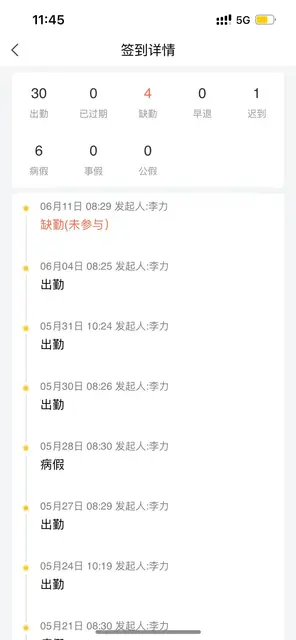 11:45
5G
签到详情
30 0 4 0 1
出勤 已过期 缺勤 早退 迟到
6 0 0
病假 事假 公假
06月11日 08:29 发起人:李力
缺勤(未参与)
06月04日 08:25 发起人:李力
出勤
05月31日 10:24 发起人:李力
出勤
05月30日 08:26 发起人:李力
出勤
05月28日 08:30 发起人:李力
病假
05月27日 08:29 发起人:李力
出勤
05月24日 10:19 发起人:李力
出勤
05月21日 08:30 发起人:李力